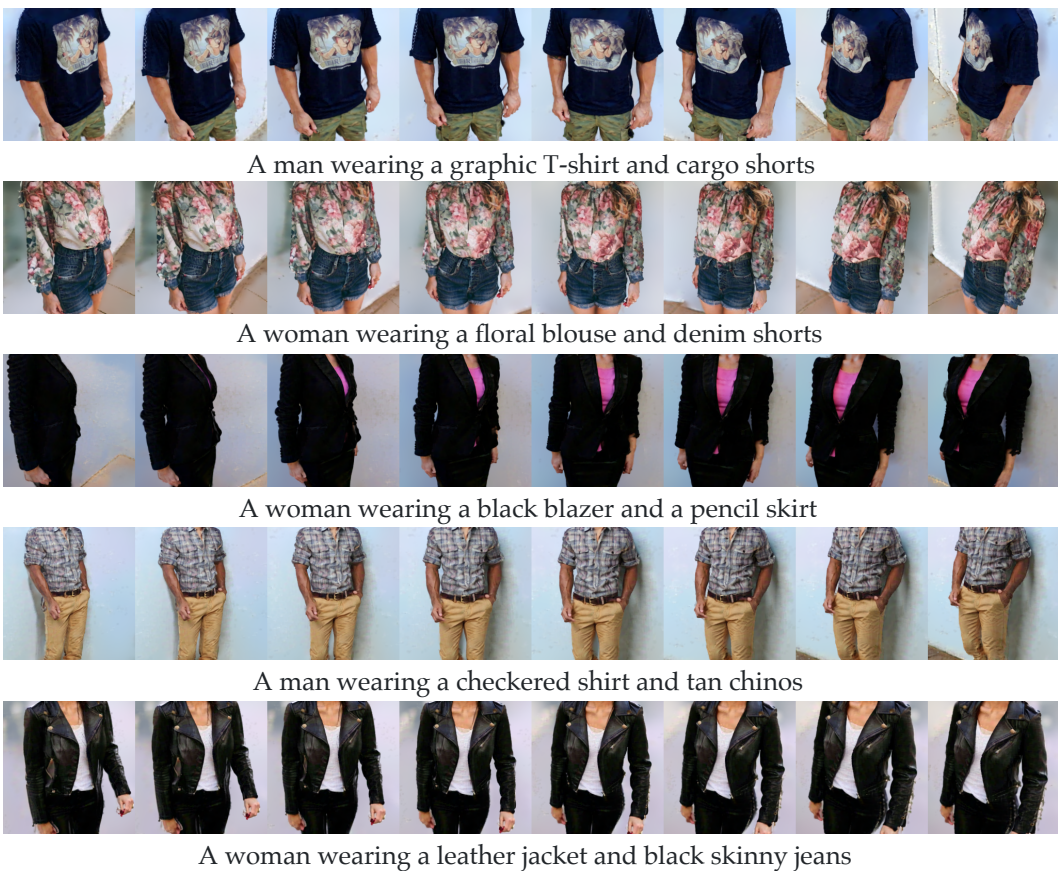 A man wearing a graphic T-shirt and cargo shorts
A woman wearing a floral blouse and denim shorts
A woman wearing a black blazer and a pencil skirt
A man wearing a checkered shirt and tan chinos
A woman wearing a leather jacket and black skinny jeans